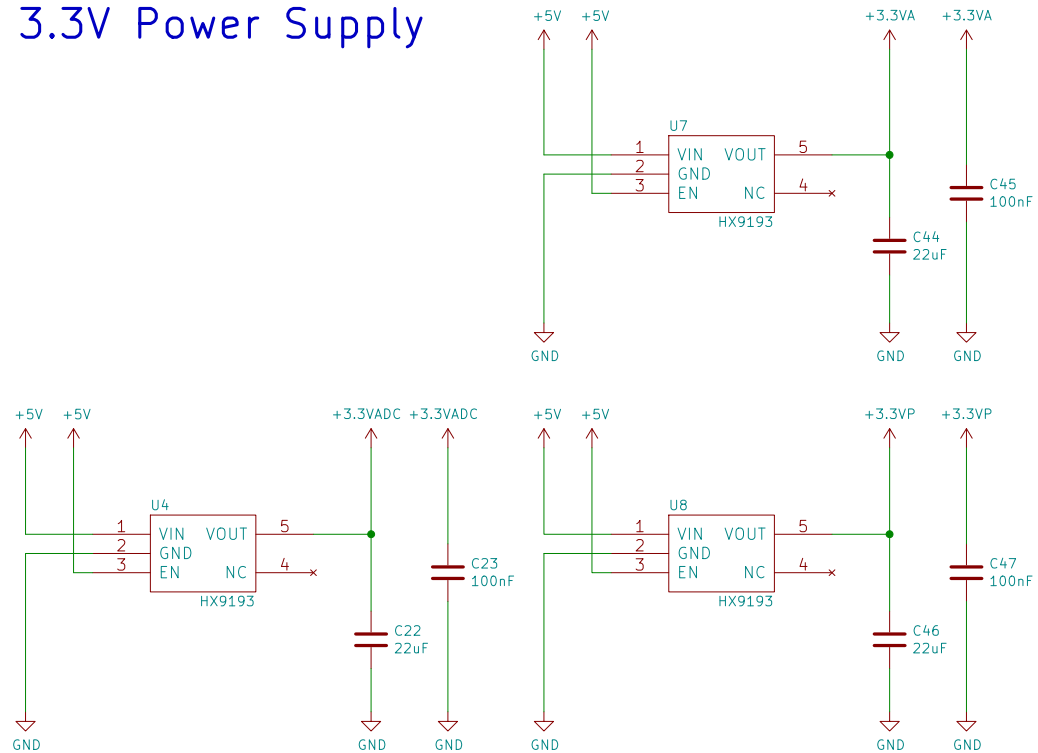 3.3V Power Supply
+5V +5V +3.3VA +3.3VA
U7
1 VIN VOUT 5
2 GND
3 EN NC 4
HX9193
C45
100nF
C44
22uF
GND GND GND
+5V +5V +3.3VADC +3.3VADC
U4
1 VIN VOUT 5
2 GND
3 EN NC 4
HX9193
C23
100nF
C22
22uF
GND GND GND
+5V +5V +3.3VP +3.3VP
U8
1 VIN VOUT 5
2 GND
3 EN NC 4
HX9193
C47
100nF
C46
22uF
GND GND GND